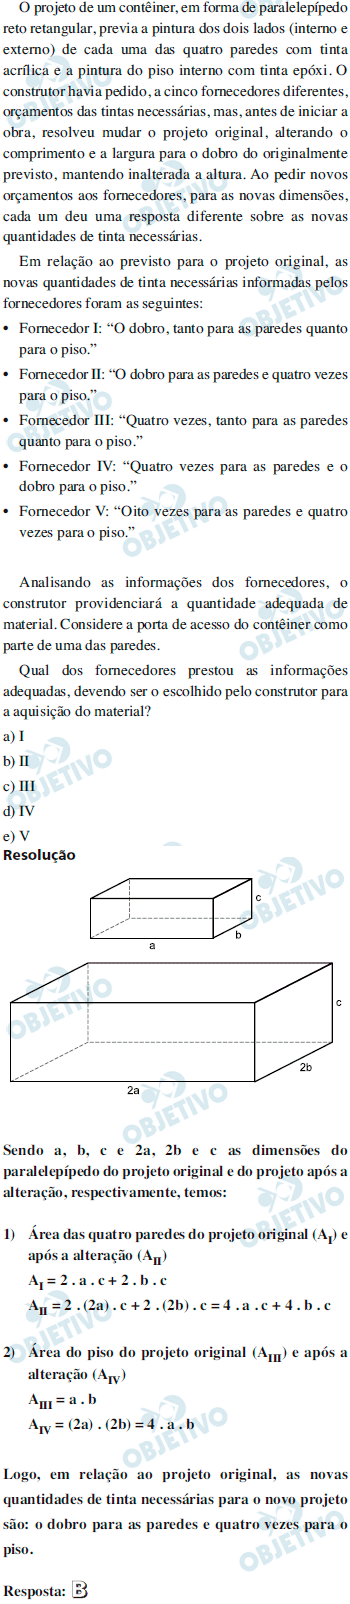 O projeto de um contêiner, em forma de paralelepípedo
reto retangular, previa a pintura dos dois lados (interno e
externo) de cada uma das quatro paredes com tinta
acrílica e a pintura do piso interno com tinta epóxi. O
construtor havia pedido, a cinco fornecedores diferentes,
orçamentos das tintas necessárias, mas, antes de iniciar a
obra, resolveu mudar o projeto original, alterando o
comprimento e a largura para o dobro do originalmente
previsto, mantendo inalterada a altura. Ao pedir novos
orçamentos aos fornecedores, para as novas dimensões,
cada um deu uma resposta diferente sobre as novas
quantidades de tinta necessárias.
Em relação ao previsto para o projeto original, as
novas quantidades de tinta necessárias informadas pelos
fornecedores foram as seguintes:
• Fornecedor I: “O dobro, tanto para as paredes quanto
para o piso.”
• Fornecedor II: “O dobro para as paredes e quatro vezes
para o piso.”
• Fornecedor III: “Quatro vezes, tanto para as paredes
quanto para o piso.”
• Fornecedor IV: “Quatro vezes para as paredes e o
dobro para o piso.”
• Fornecedor V: “Oito vezes para as paredes e quatro
vezes para o piso.”
Analisando as informações dos fornecedores, o
construtor providenciará a quantidade adequada de
material. Considere a porta de acesso do contêiner como
parte de uma das paredes.
Qual dos fornecedores prestou as informações
adequadas, devendo ser o escolhido pelo construtor para
a aquisição do material?
a) I
b) II
c) III
d) IV
e) V
Resolução
c
b
a
c
2b
2a
Sendo a, b, c e 2a, 2b e c as dimensões do
paralelepípedo do projeto original e do projeto após a
alteração, respectivamente, temos:
1) Área das quatro paredes do projeto original (A_I) e
após a alteração (A_II)
A_I = 2 . a . c + 2 . b . c
A_II = 2 . (2a) . c + 2 . (2b) . c = 4 . a . c + 4 . b . c
2) Área do piso do projeto original (A_III) e após a
alteração (A_IV)
A_III = a . b
A_IV = (2a) . (2b) = 4 . a . b
Logo, em relação ao projeto original, as novas
quantidades de tinta necessárias para o novo projeto
são: o dobro para as paredes e quatro vezes para o
piso.
Resposta: B
OBJETIVO